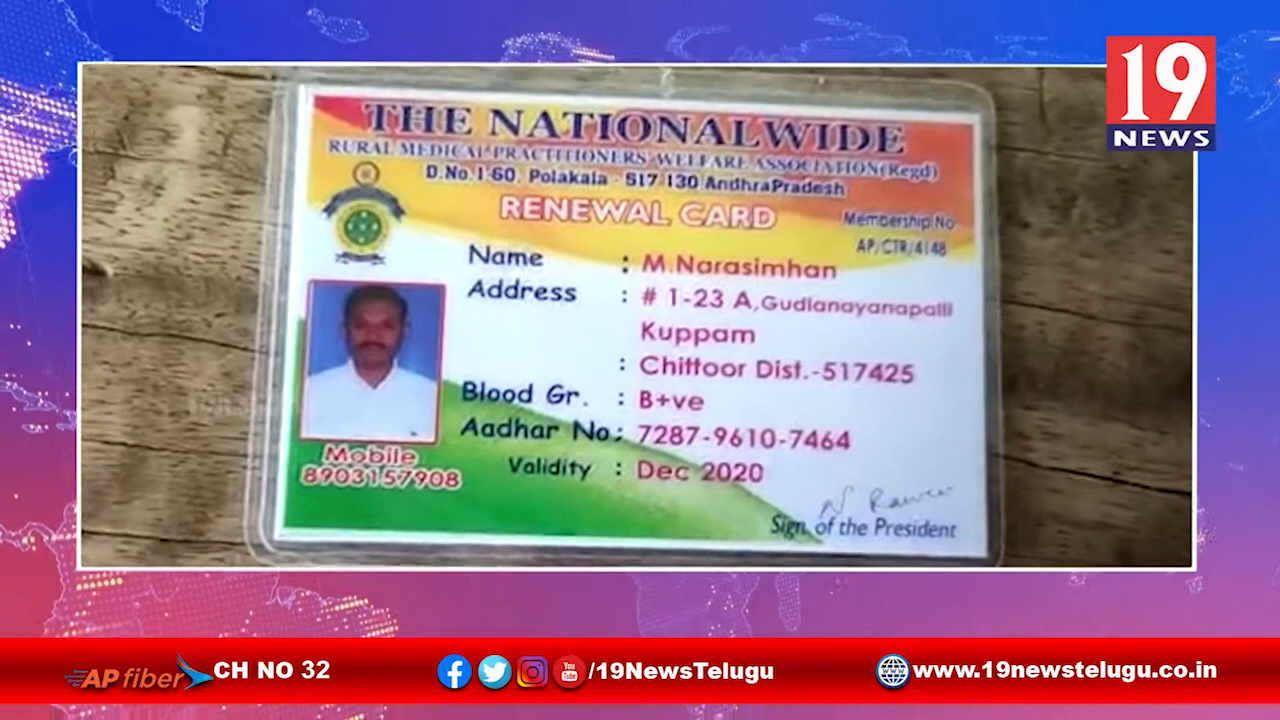 19
NEWS
THE NATIONALWIDE
RURAL MEDICAL PRACTITIONERS' WELFARE ASSOCIATION(Regd)
D.No.1-60, Polakala - 517 130 AndhraPradesh
RENEWAL CARD
Membership No
AP/CTR/4148
Name : M.Narasimhan
Address : # 1-23 A,Gudlanayanapalli
Kuppam
: Chittoor Dist.-517425
Blood Gr. : B+ve
Aadhar No: 7287-9610-7464
Validity : Dec 2020
Mobile
8903157908
Sign. of the President
AP fiber CH NO 32
/19NewsTelugu
www.19newstelugu.co.in